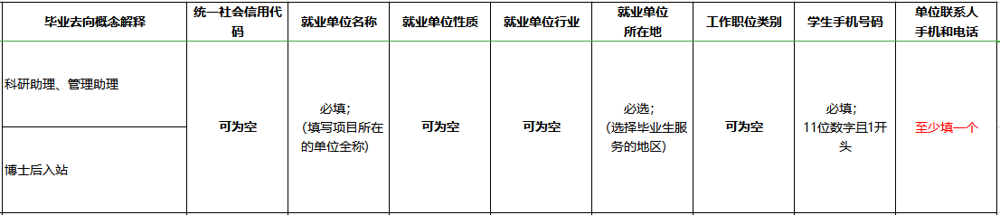 毕业去向概念解释
统一社会信用代
码
就业单位名称
就业单位性质
就业单位行业
就业单位
所在地
工作职位类别
学生手机号码
单位联系人
手机和电话
科研助理、管理助理
博士后入站
可为空
必填；
（填写项目所在
的单位全称）
可为空
可为空
必选；
（选择毕业生服
务的地区）
可为空
必填；
11位数字且1开
头
至少填一个